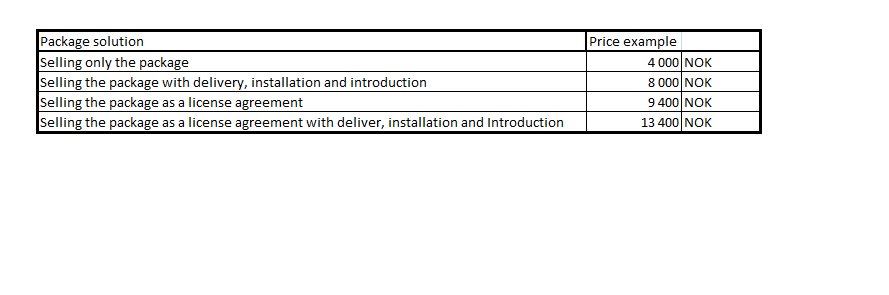 Package solution Price example
Selling only the package 4 000 NOK
Selling the package with delivery, installation and introduction 8 000 NOK
Selling the package as a license agreement 9 400 NOK
Selling the package as a license agreement with deliver, installation and Introduction 13 400 NOK